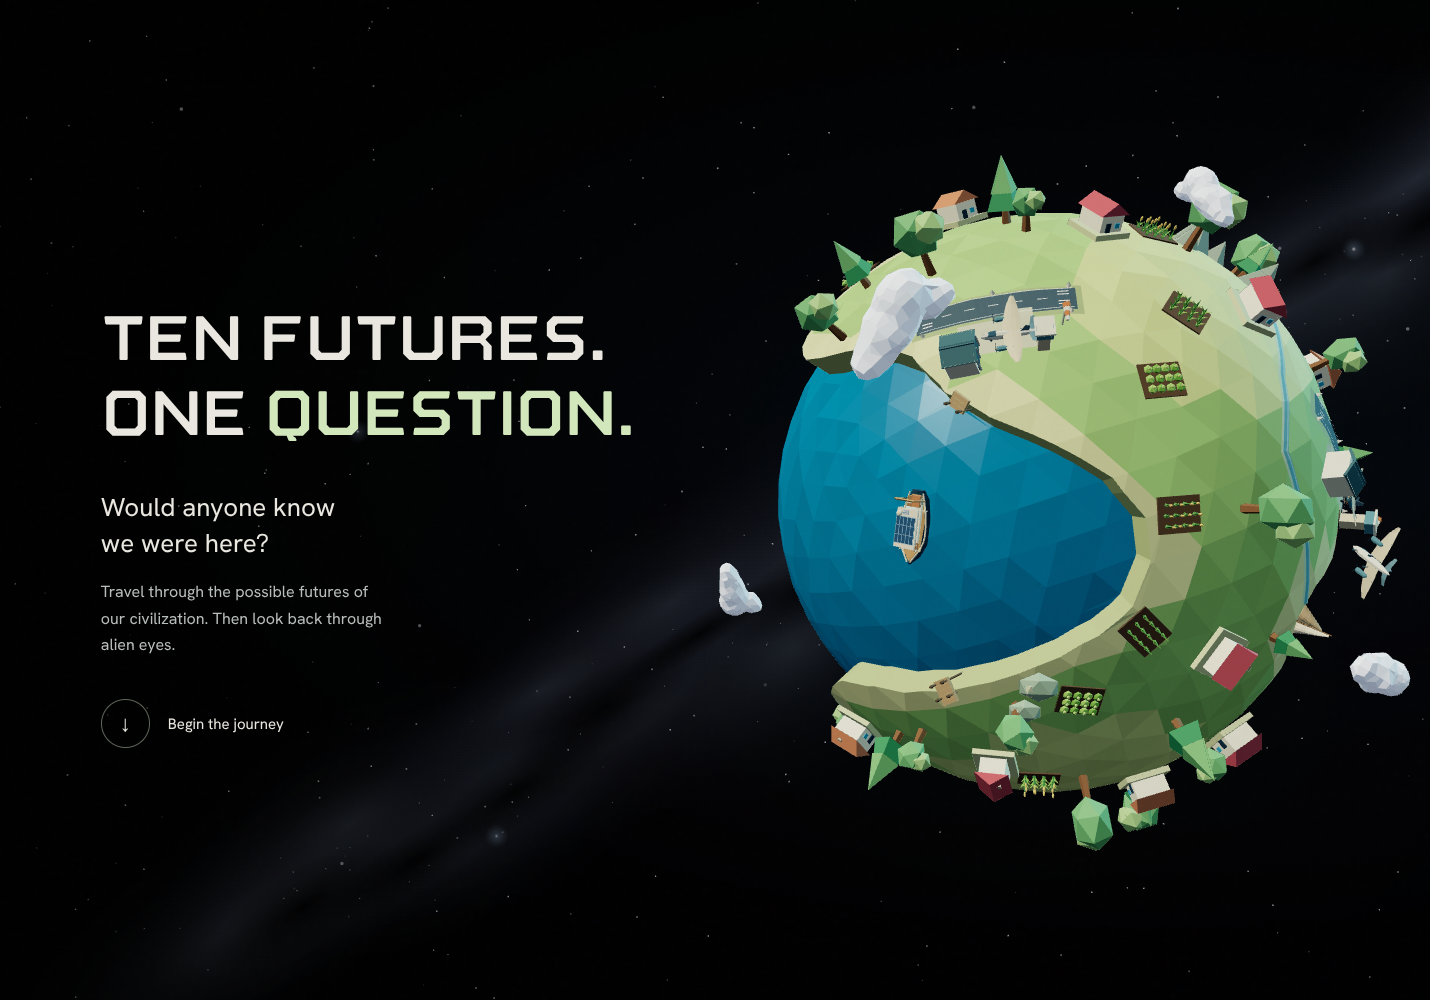 TEN FUTURES.
ONE QUESTION.
Would anyone know
we were here?
Travel through the possible futures of
our civilization. Then look back through
alien eyes.
↓ Begin the journey